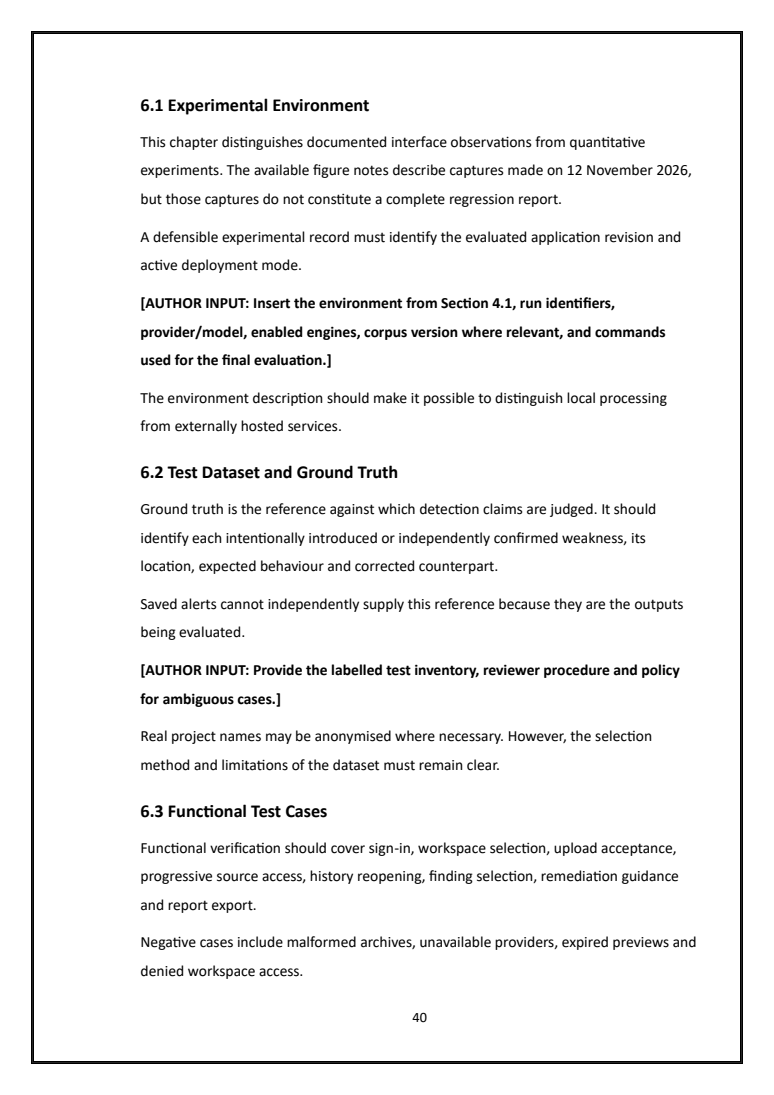 6.1 Experimental Environment
This chapter distinguishes documented interface observations from quantitative
experiments. The available figure notes describe captures made on 12 November 2026,
but those captures do not constitute a complete regression report.
A defensible experimental record must identify the evaluated application revision and
active deployment mode.
[AUTHOR INPUT: Insert the environment from Section 4.1, run identifiers,
provider/model, enabled engines, corpus version where relevant, and commands
used for the final evaluation.]
The environment description should make it possible to distinguish local processing
from externally hosted services.
6.2 Test Dataset and Ground Truth
Ground truth is the reference against which detection claims are judged. It should
identify each intentionally introduced or independently confirmed weakness, its
location, expected behaviour and corrected counterpart.
Saved alerts cannot independently supply this reference because they are the outputs
being evaluated.
[AUTHOR INPUT: Provide the labelled test inventory, reviewer procedure and policy
for ambiguous cases.]
Real project names may be anonymised where necessary. However, the selection
method and limitations of the dataset must remain clear.
6.3 Functional Test Cases
Functional verification should cover sign-in, workspace selection, upload acceptance,
progressive source access, history reopening, finding selection, remediation guidance
and report export.
Negative cases include malformed archives, unavailable providers, expired previews and
denied workspace access.
40